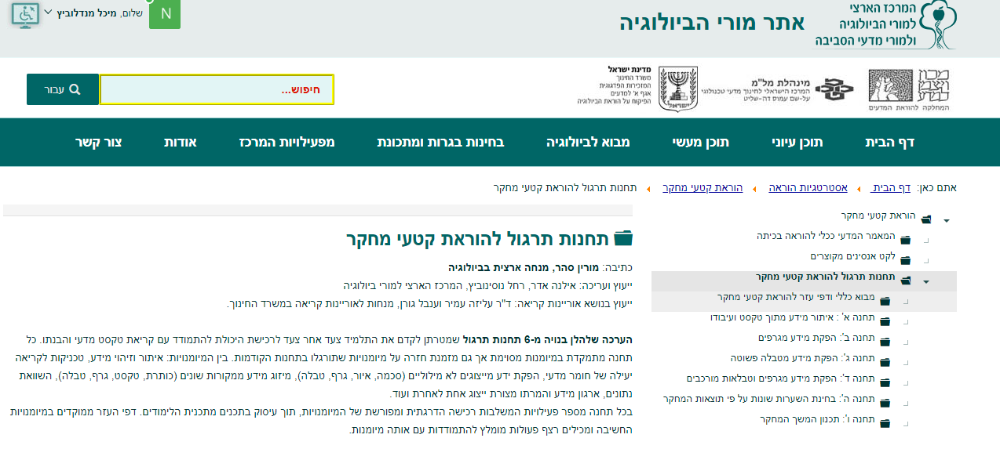 המרכז הארצי
למורי הביולוגיה
ולמורי מדעי הסביבה
אתר מורי הביולוגיה
N
שלום, מיכל מנדלוביץ
מכון ויצמן למדע
המחלקה להוראת המדעים
מינהלת מל"מ
המרכז הישראלי לחינוך מדעי טכנולוגי
על-שם עמוס דה-שליט
ישראל
מדינת ישראל
משרד החינוך
המזכירות הפדגוגית
אגף א' למדעים
הפיקוח על הוראת הביולוגיה
חיפוש...
עבור
דף הבית
תוכן עיוני
תוכן מעשי
מבוא לביולוגיה
בחינות בגרות ומתכונת
מפעילויות המרכז
אודות
צור קשר
אתם כאן: דף הבית אסטרטגיות הוראה הוראת קטעי מחקר תחנות תרגול להוראת קטעי מחקר
הוראת קטעי מחקר
המאמר המדעי ככלי להוראה בכיתה
לקט אנסינים מקוצרים
תחנות תרגול להוראת קטעי מחקר
מבוא כללי ודפי עזר להוראת קטעי מחקר
תחנה א' : איתור מידע מתוך טקסט ועיבודו
תחנה ב': הפקת מידע מגרפים
תחנה ג': הפקת מידע מטבלה פשוטה
תחנה ד': הפקת מידע מגרפים וטבלאות מורכבים
תחנה ה': בחינת השערות שונות על פי תוצאות המחקר
תחנה ו': תכנון המשך המחקר
תחנות תרגול להוראת קטעי מחקר
כתיבה: מורין סהר, מנחה ארצית בביולוגיה
ייעוץ ועריכה: אילנה אדר, רחל נוסינוביץ, המרכז הארצי למורי ביולוגיה
ייעוץ בנושא אוריינות קריאה: ד"ר עליזה עמיר וענבל גורן, מנחות לאוריינות קריאה במשרד החינוך.
הערכה שלהלן בנויה מ-6 תחנות תרגול שמטרתן לקדם את התלמיד צעד אחר צעד לרכישת היכולת להתמודד עם קריאת טקסט מדעי והבנתו. כל
תחנה מתמקדת במיומנות מסוימת אך גם מזמנת חזרה על מיומנויות שתורגלו בתחנות הקודמות. בין המיומנויות: איתור וזיהוי מידע, טכניקות לקריאה
יעילה של חומר מדעי, הפקת ידע מייצוגים לא מילוליים (סכמה, איור, גרף, טבלה), מיזוג מידע ממקורות שונים (כותרת, טקסט, גרף, טבלה), השוואת
נתונים, ארגון מידע והמרתו מצורת ייצוג אחת לאחרת ועוד.
בכל תחנה מספר פעילויות המשלבות רכישה הדרגתית ומפורשת של המיומנויות, תוך עיסוק בתכנים מתכנית הלימודים. דפי העזר ממוקדים במיומנויות
החשיבה ומכילים רצף פעולות מומלץ להתמודדות עם אותה מיומנות.